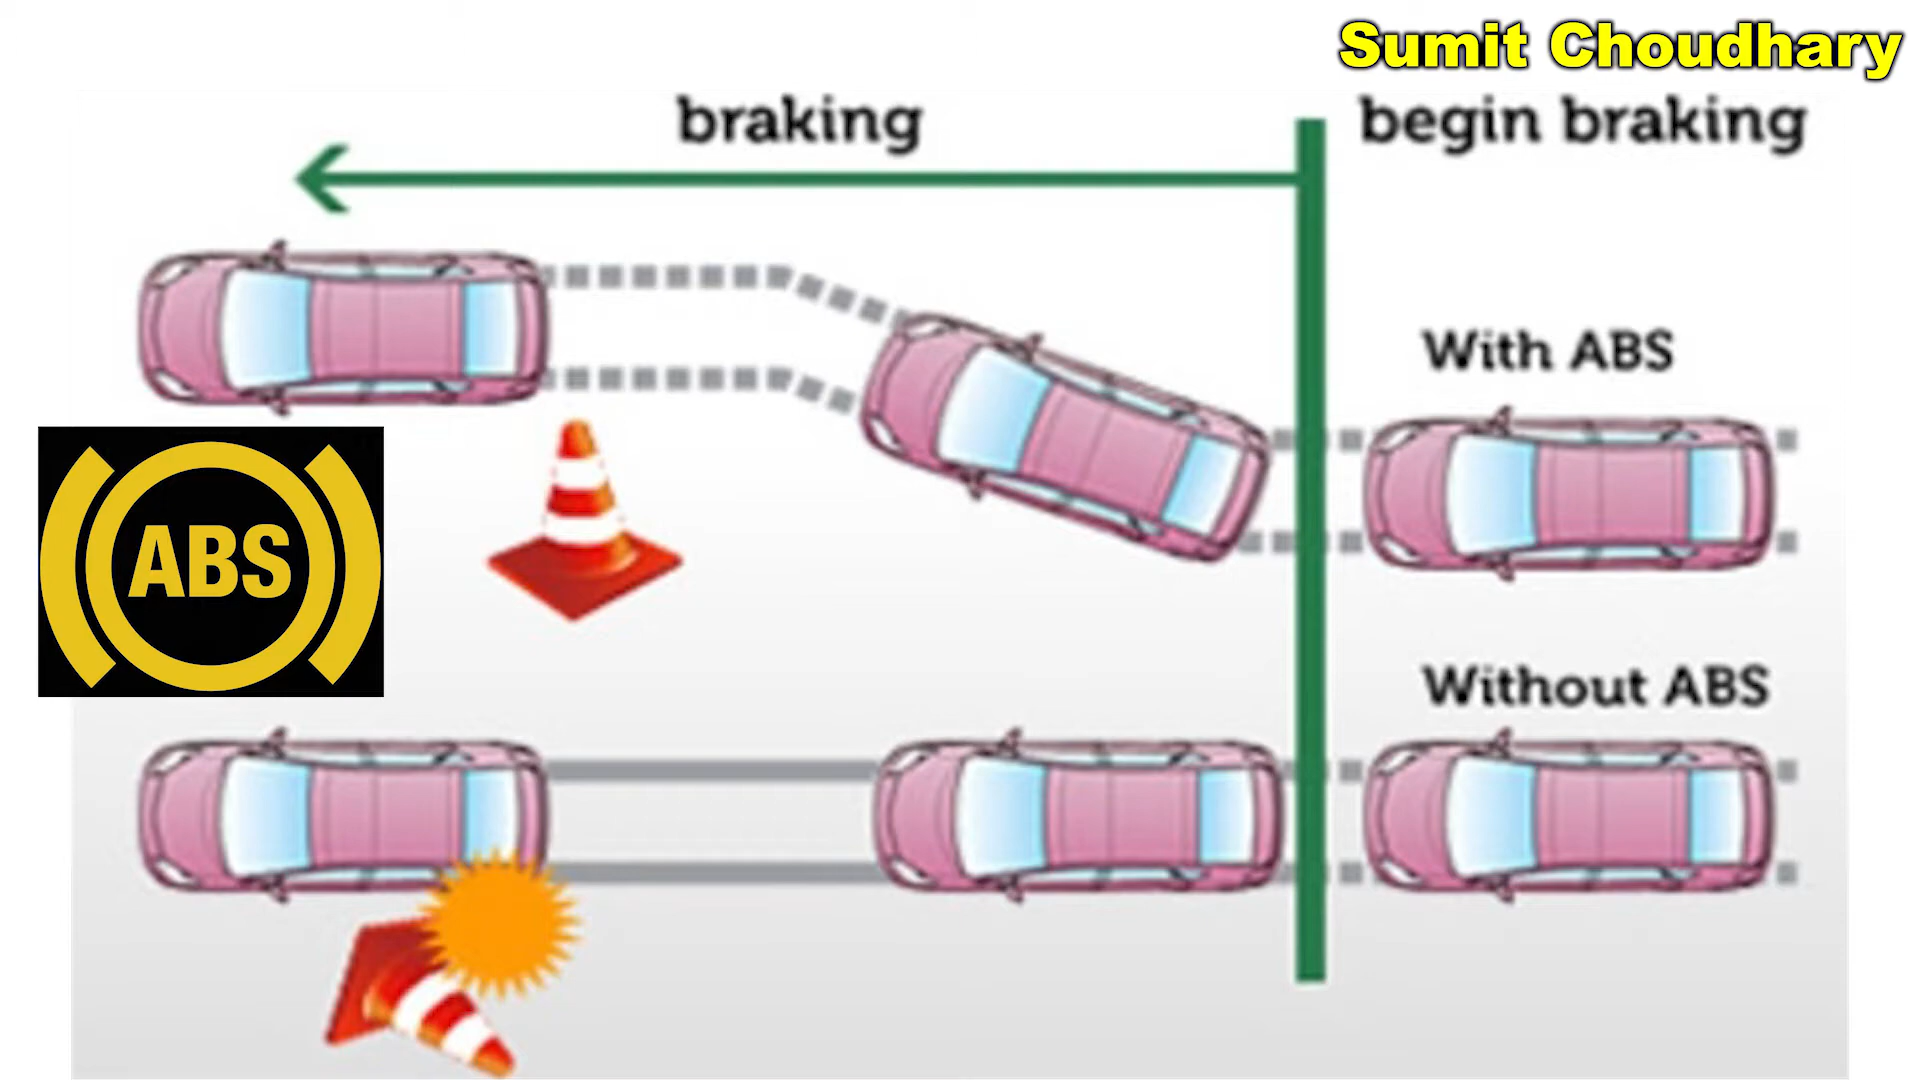 Sumit Choudhary
braking
begin braking
With ABS
ABS
Without ABS